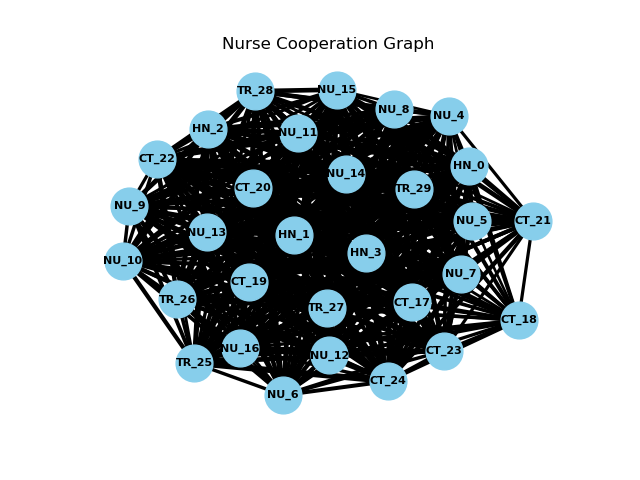 Nurse Cooperation Graph
TR_28
NU_15
NU_8
NU_4
HN_2
NU_11
CT_22
HN_0
NU_14
CT_20
TR_29
NU_9
CT_21
NU_5
NU_13
HN_1
HN_3
NU_10
NU_7
CT_19
TR_26
CT_17
TR_27
CT_18
NU_16
CT_23
NU_12
TR_25
CT_24
NU_6